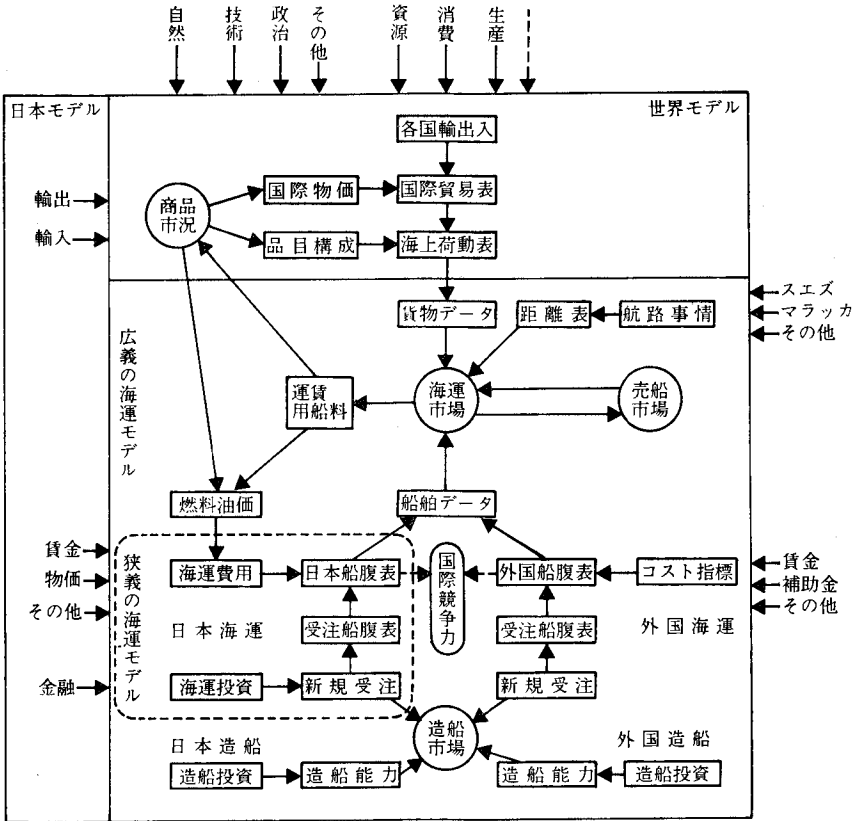 自然
技術
政治
その他
資源
消費
生産
日本モデル
世界モデル
各国輸出入
輸出
輸入
商品
市況
国際物価
国際貿易表
品目構成
海上荷動表
スエズ
マラッカ
その他
広義の海運モデル
貨物データ
距離表
航路事情
運賃
用船料
海運
市場
売船
市場
燃料油価
船舶データ
賃金
物価
その他
金融
狭義の海運モデル
海運費用
日本船腹表
国際競争力
外国船腹表
コスト指標
賃金
補助金
その他
日本海運
受注船腹表
受注船腹表
外国海運
海運投資
新規受注
新規受注
造船
市場
日本造船
外国造船
造船投資
造船能力
造船能力
造船投資